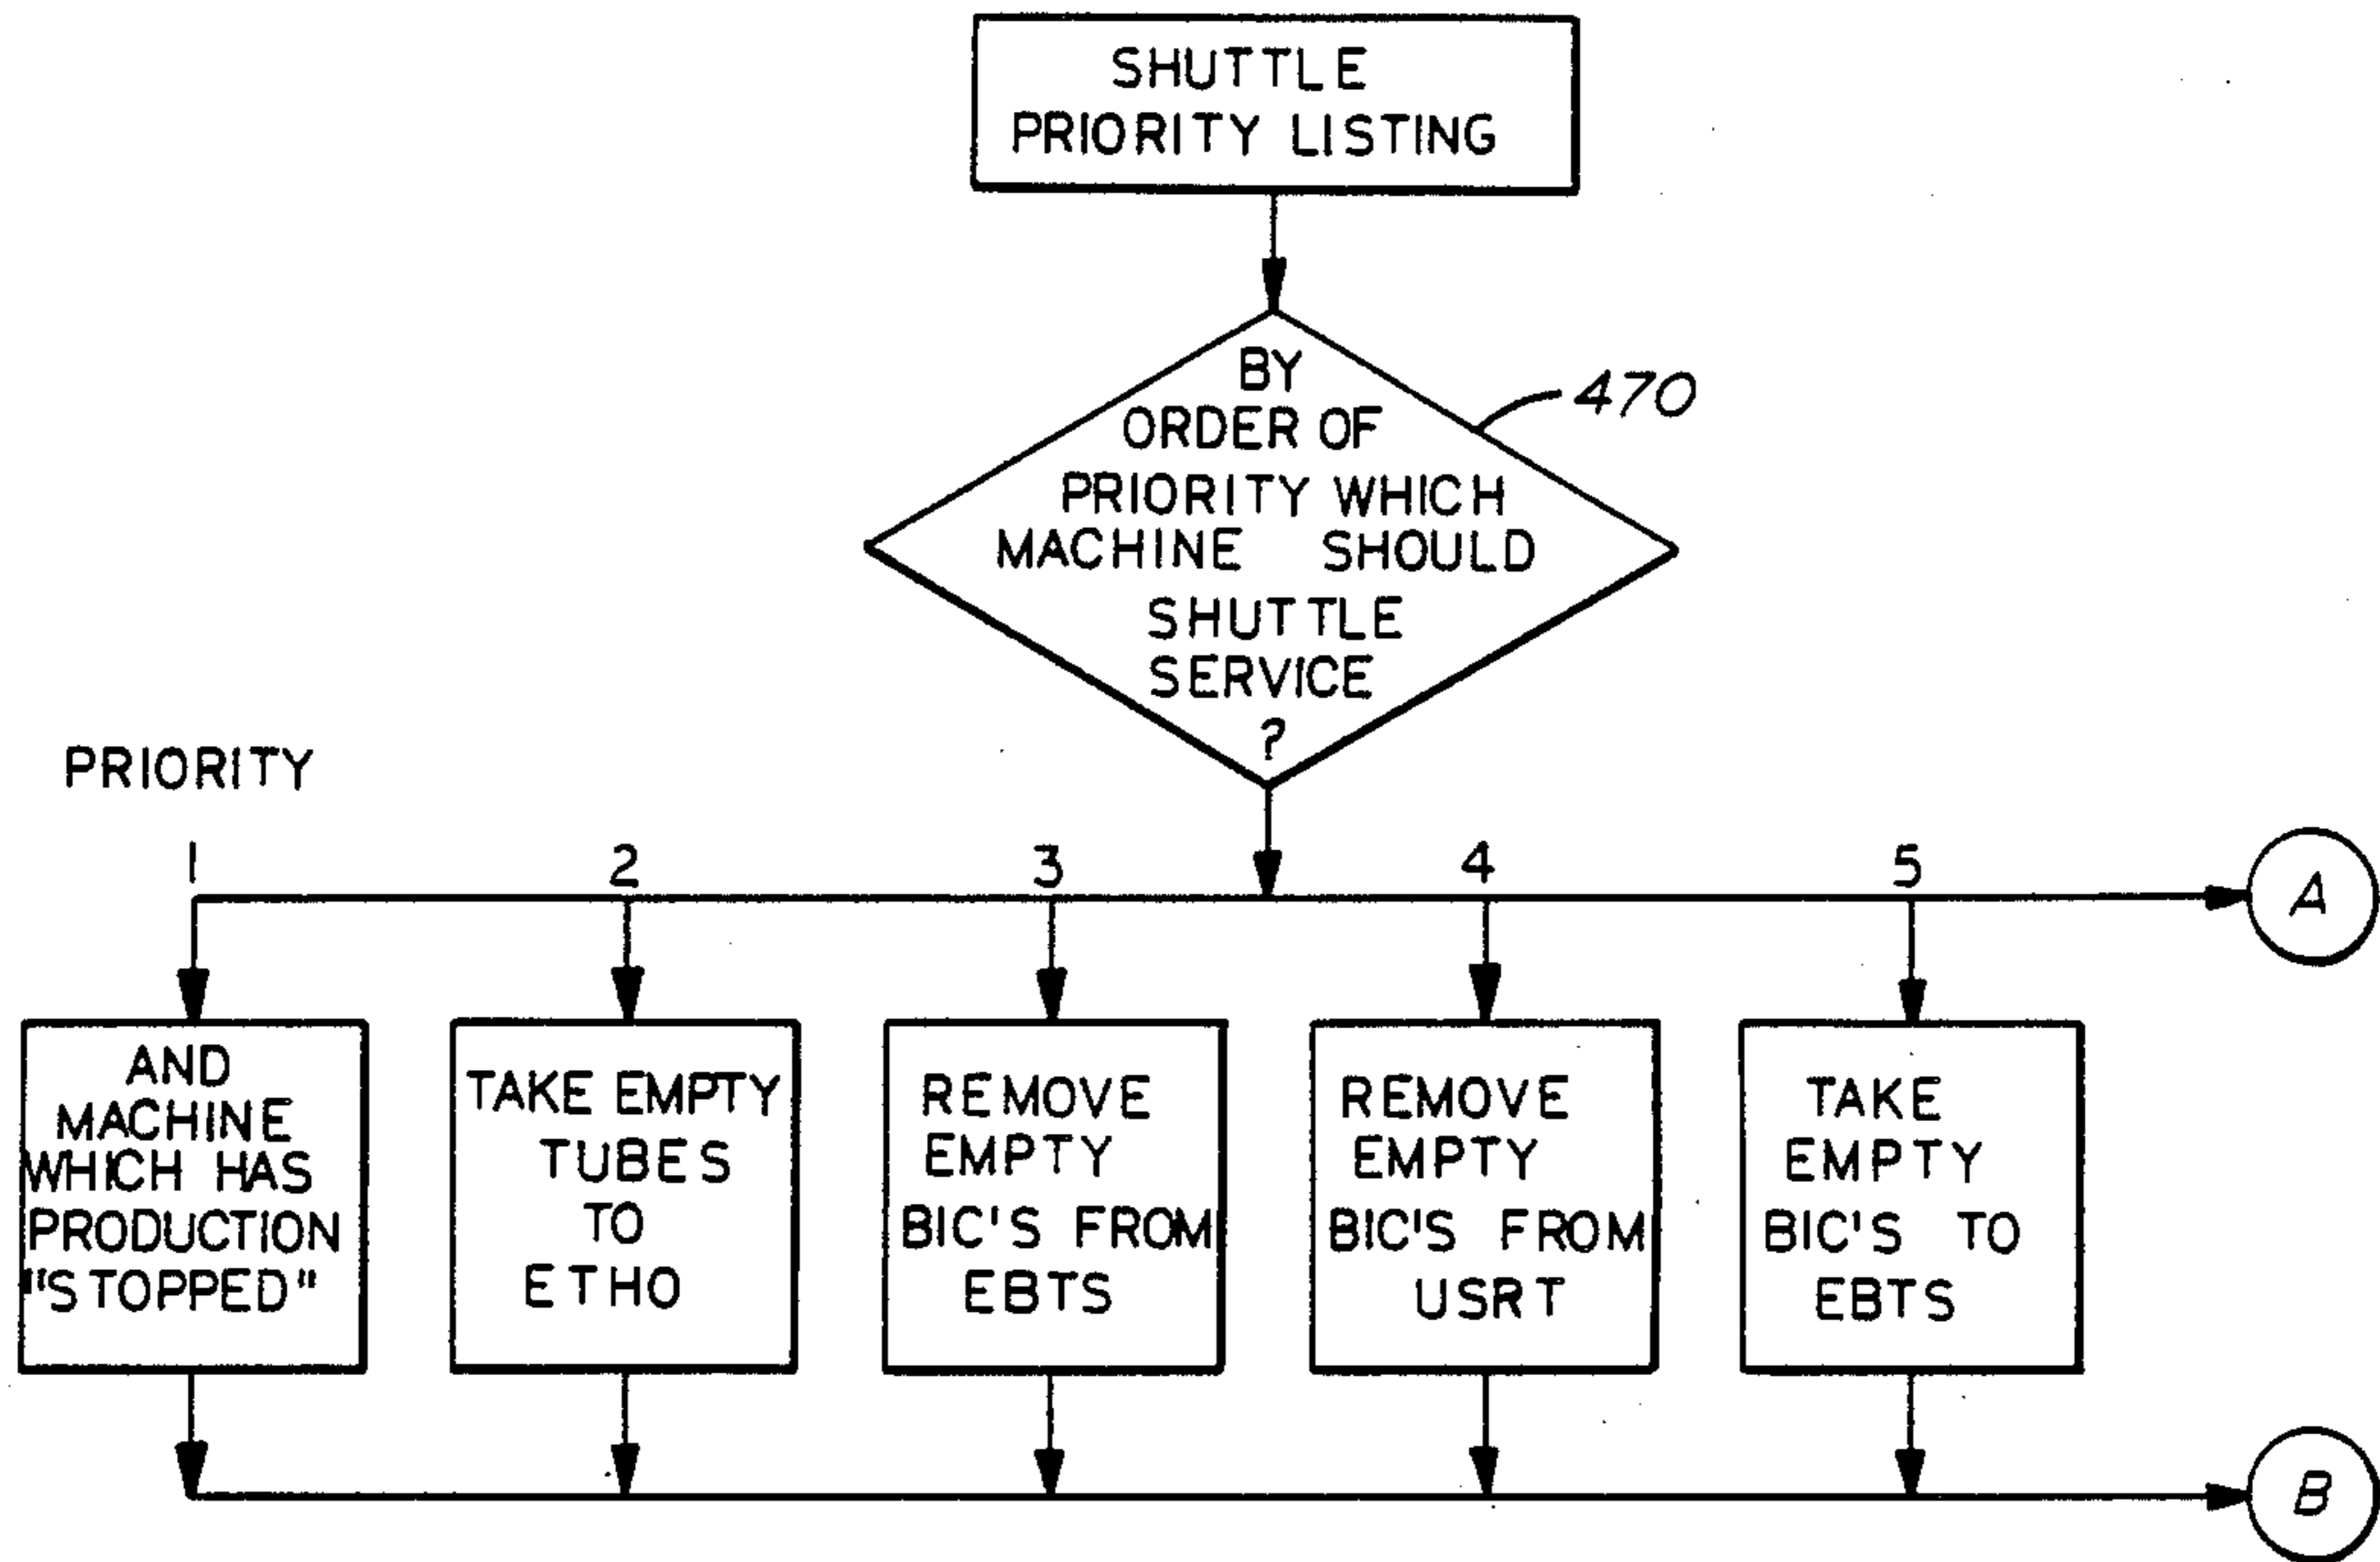 SHUTTLE
PRIORITY LISTING
BY
ORDER OF
PRIORITY WHICH
MACHINE SHOULD
SHUTTLE
SERVICE
?
470
PRIORITY
1
2
3
4
5
A
AND
MACHINE
WHICH HAS
PRODUCTION
"STOPPED"
TAKE EMPTY
TUBES
TO
ETHO
REMOVE
EMPTY
BIC'S FROM
EBTS
REMOVE
EMPTY
BIC'S FROM
USRT
TAKE
EMPTY
BIC'S TO
EBTS
B